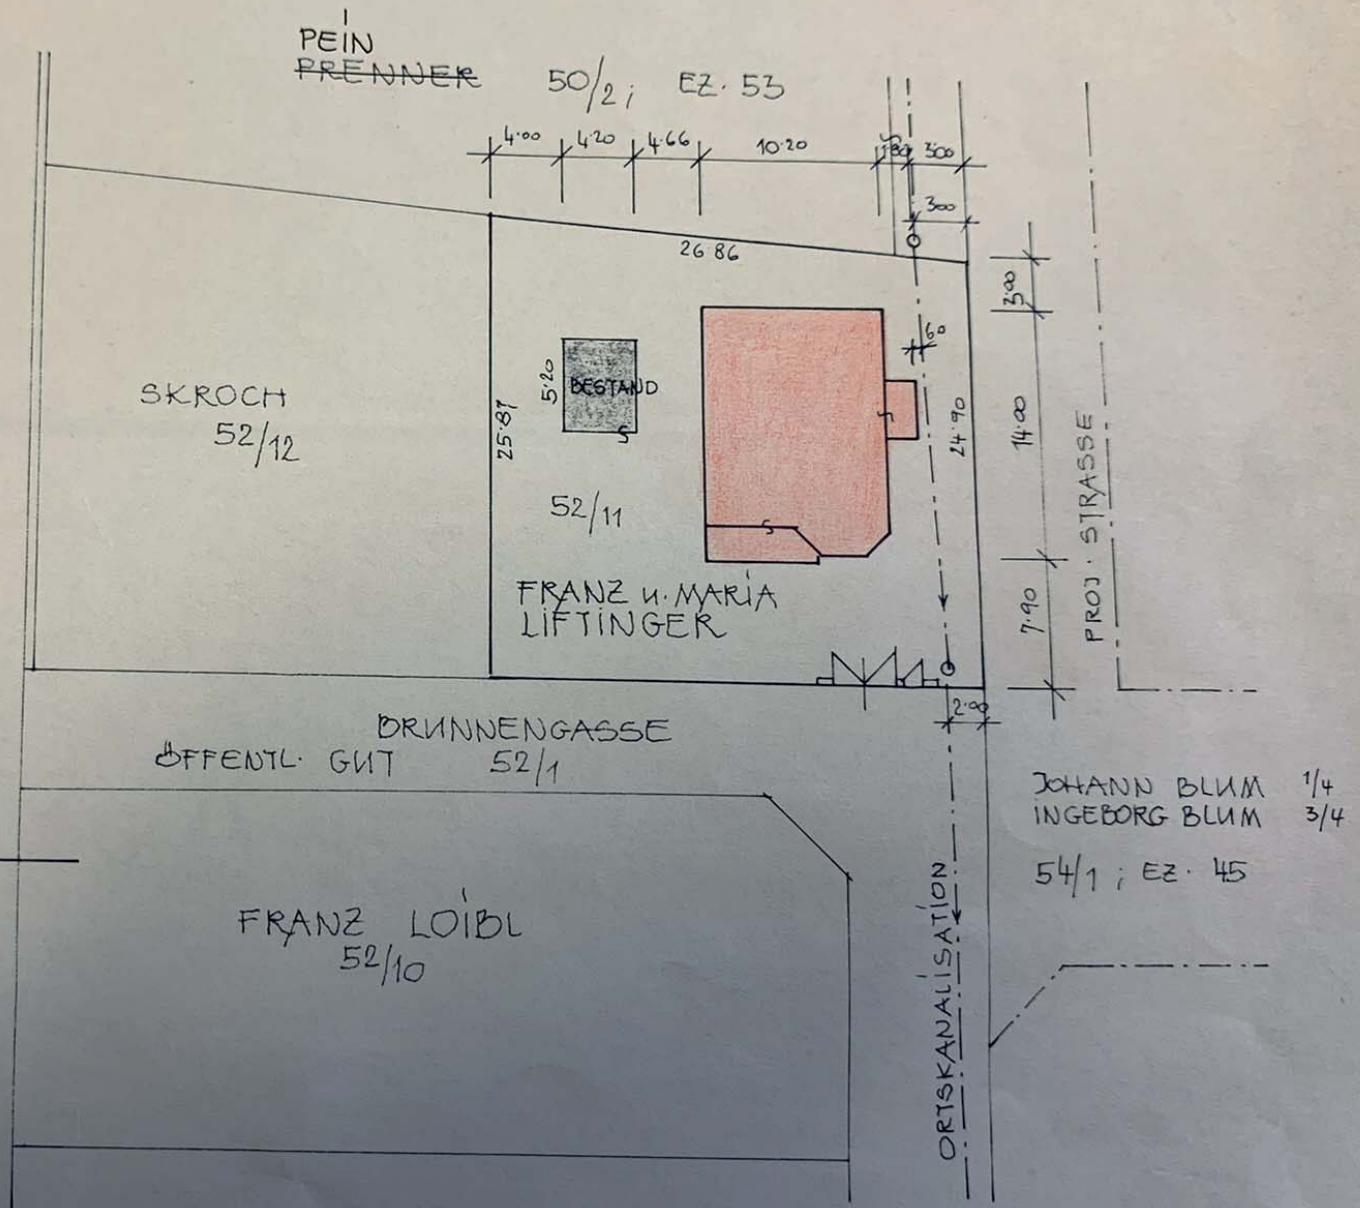 PEIN
PRENNER 50/2; EZ. 53
4.00 4.20 4.66 10.20 3.00
3.00
26.86
3.00
60
SKROCH
52/12
5.20
BESTAND
25.87
24.90
14.00
52/11
FRANZ u. MARIA
LIFTINGER
7.90
PROJ. STRASSE
2.00
BRUNNENGASSE
ÖFFENTL. GUT 52/1
JOHANN BLUM 1/4
INGEBORG BLUM 3/4
54/1; EZ. 45
FRANZ LOIBL
52/10
ORTSKANALISATION